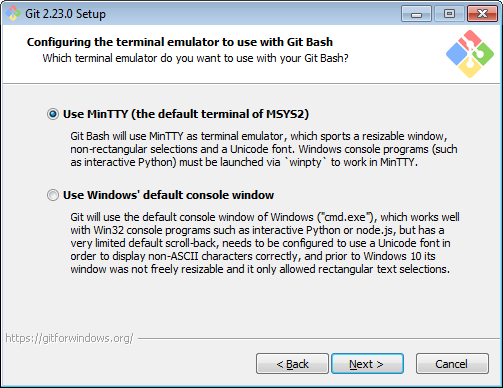 Git 2.23.0 Setup
Configuring the terminal emulator to use with Git Bash
Which terminal emulator do you want to use with your Git Bash?
Use MinTTY (the default terminal of MSYS2)
Git Bash will use MinTTY as terminal emulator, which sports a resizable window,
non-rectangular selections and a Unicode font. Windows console programs (such
as interactive Python) must be launched via `winpty` to work in MinTTY.
Use Windows' default console window
Git will use the default console window of Windows ("cmd.exe"), which works well
with Win32 console programs such as interactive Python or node.js, but has a
very limited default scroll-back, needs to be configured to use a Unicode font in
order to display non-ASCII characters correctly, and prior to Windows 10 its
window was not freely resizable and it only allowed rectangular text selections.
https://gitforwindows.org/
< Back
Next >
Cancel